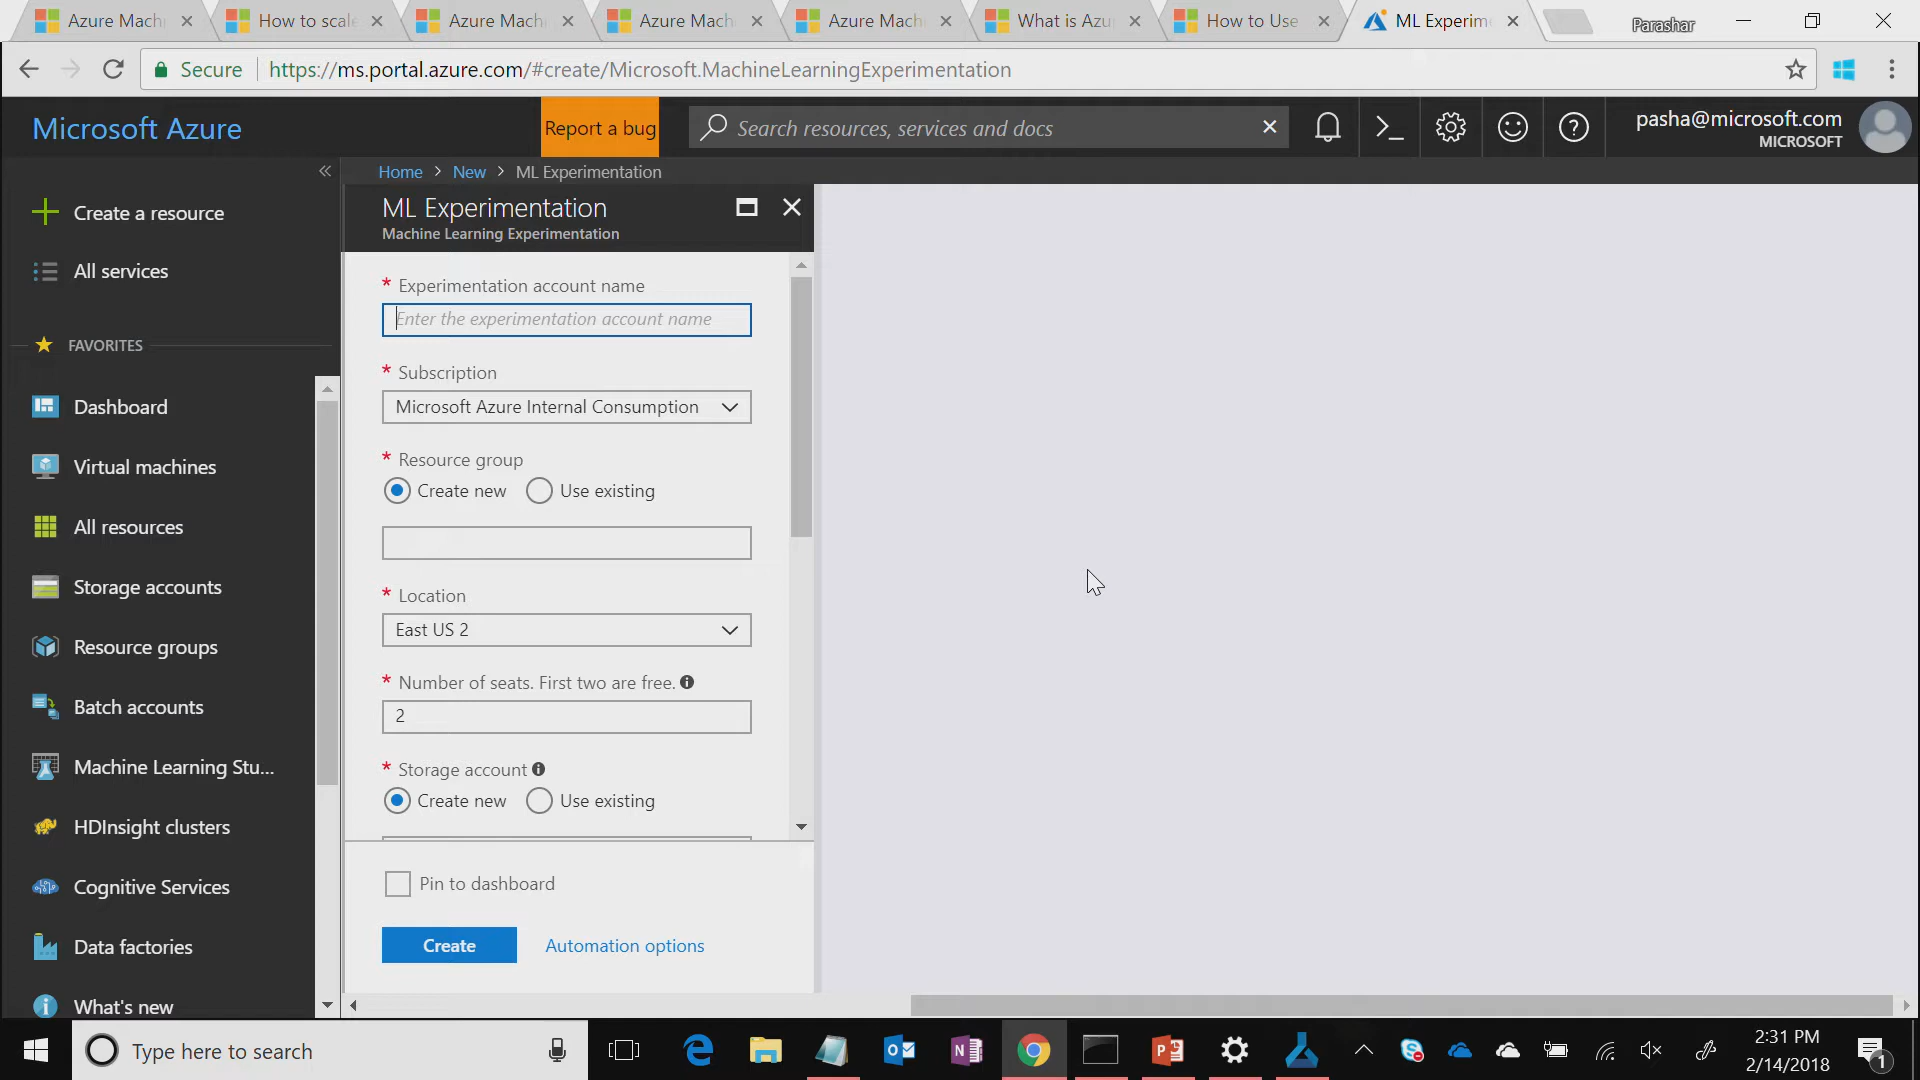 Azure Mach
How to scale
Azure Mach
Azure Mach
Azure Mach
What is Azu
How to Use
ML Experim
Parashar
Secure
https://ms.portal.azure.com/#create/Microsoft.MachineLearningExperimentation
Microsoft Azure
Report a bug
Search resources, services and docs
pasha@microsoft.com
MICROSOFT
Home > New > ML Experimentation
Create a resource
All services
FAVORITES
Dashboard
Virtual machines
All resources
Storage accounts
Resource groups
Batch accounts
Machine Learning Stu...
HDInsight clusters
Cognitive Services
Data factories
What's new
ML Experimentation
Machine Learning Experimentation
* Experimentation account name
Enter the experimentation account name
* Subscription
Microsoft Azure Internal Consumption
* Resource group
Create new Use existing
* Location
East US 2
* Number of seats. First two are free.
2
* Storage account
Create new Use existing
Pin to dashboard
Create
Automation options
Type here to search
2:31 PM
2/14/2018
1